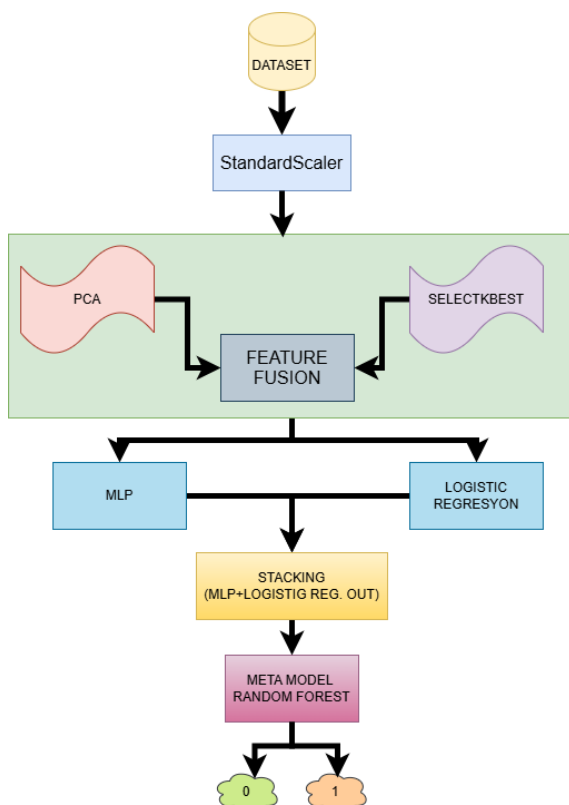 DATASET
StandardScaler
PCA
SELECTKBEST
FEATURE
FUSION
MLP
LOGISTIC
REGRESYON
STACKING
(MLP+LOGISTIG REG. OUT)
META MODEL
RANDOM FOREST
0
1